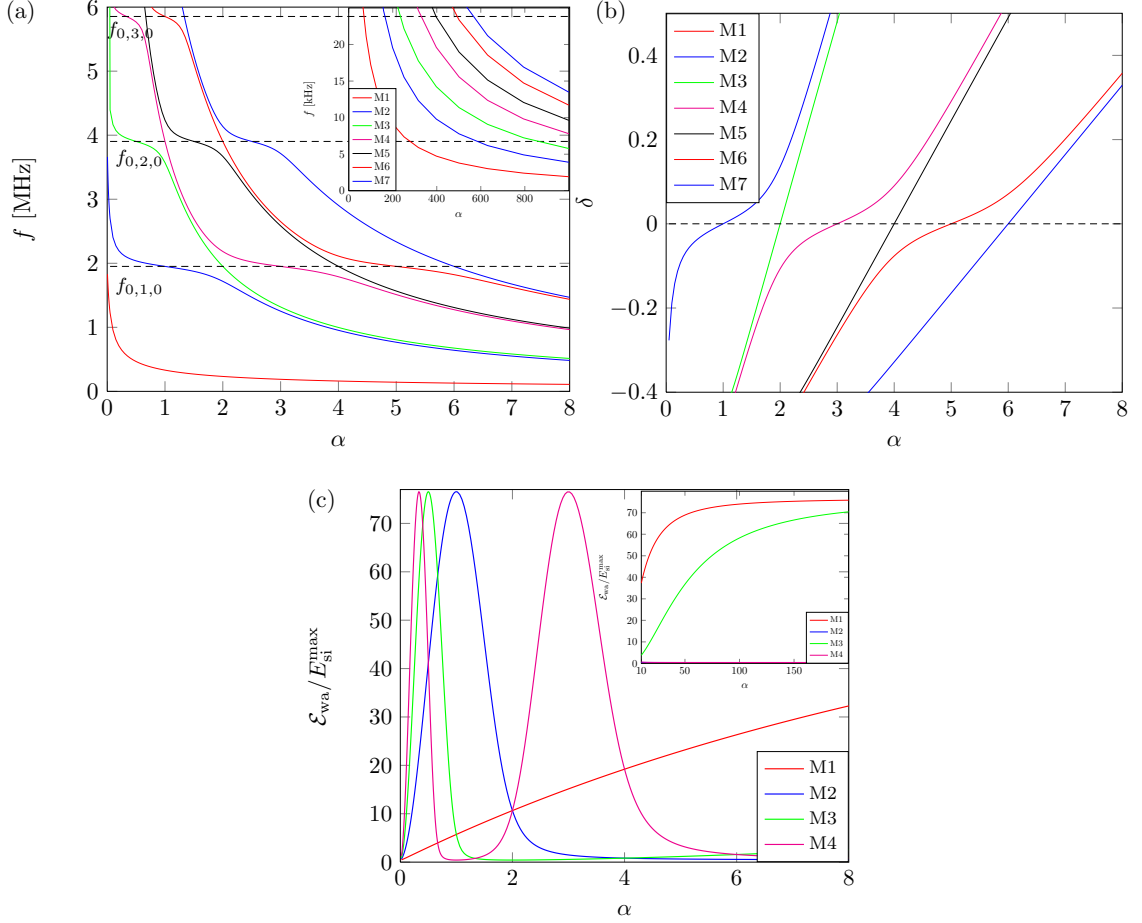 (a)
f [MHz]
6
5
4
3
2
1
0
f0,3,0
f0,2,0
f0,1,0
0 1 2 3 4 5 6 7 8
α
f [kHz]
20
15
10
5
0
M1
M2
M3
M4
M5
M6
M7
200 400 600 800
α
(b)
δ
0.4
0.2
0
−0.2
−0.4
M1
M2
M3
M4
M5
M6
M7
0 1 2 3 4 5 6 7 8
α
(c)
ℰwa/Esi^max
70
60
50
40
30
20
10
0
0 2 4 6 8
α
ℰwa/Esi^max
80
70
60
50
40
30
20
10
0
M1
M2
M3
M4
10 50 100 150
α
M1
M2
M3
M4